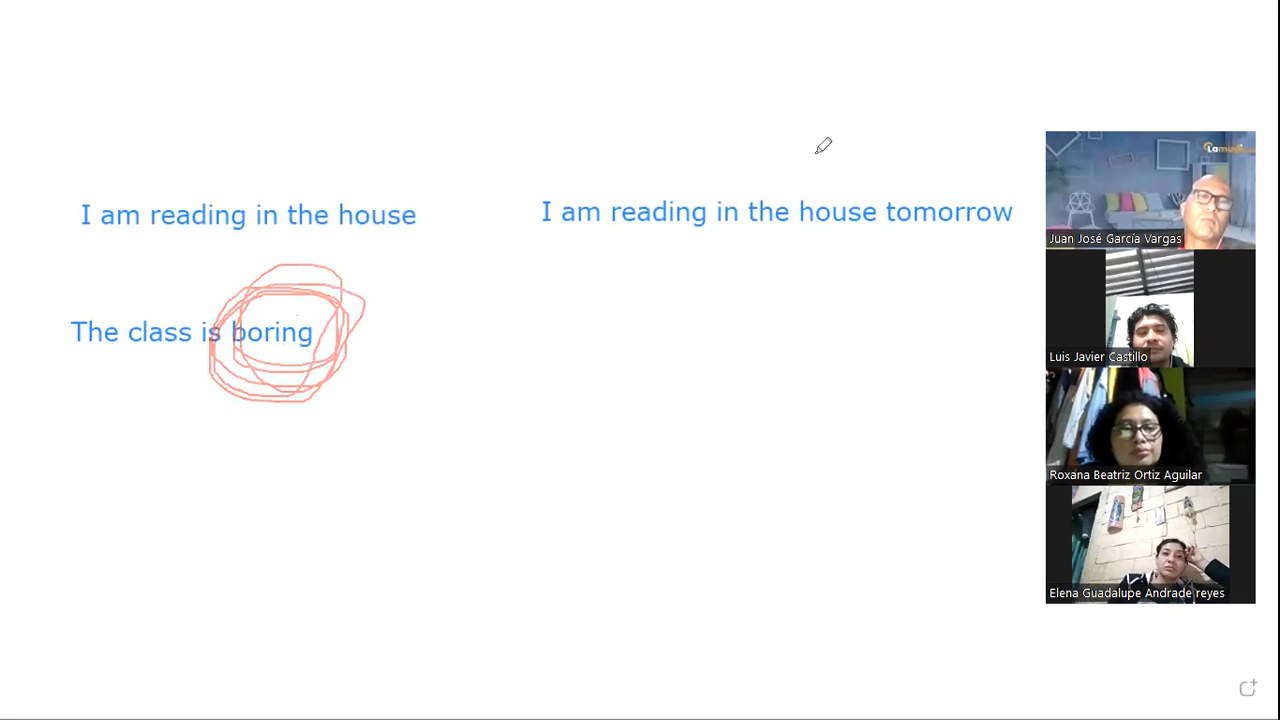 I am reading in the house
I am reading in the house tomorrow
The class is boring
Lamudi
Juan José García Vargas
Luis Javier Castillo
Roxana Beatriz Ortiz Aguilar
Elena Guadalupe Andrade reyes